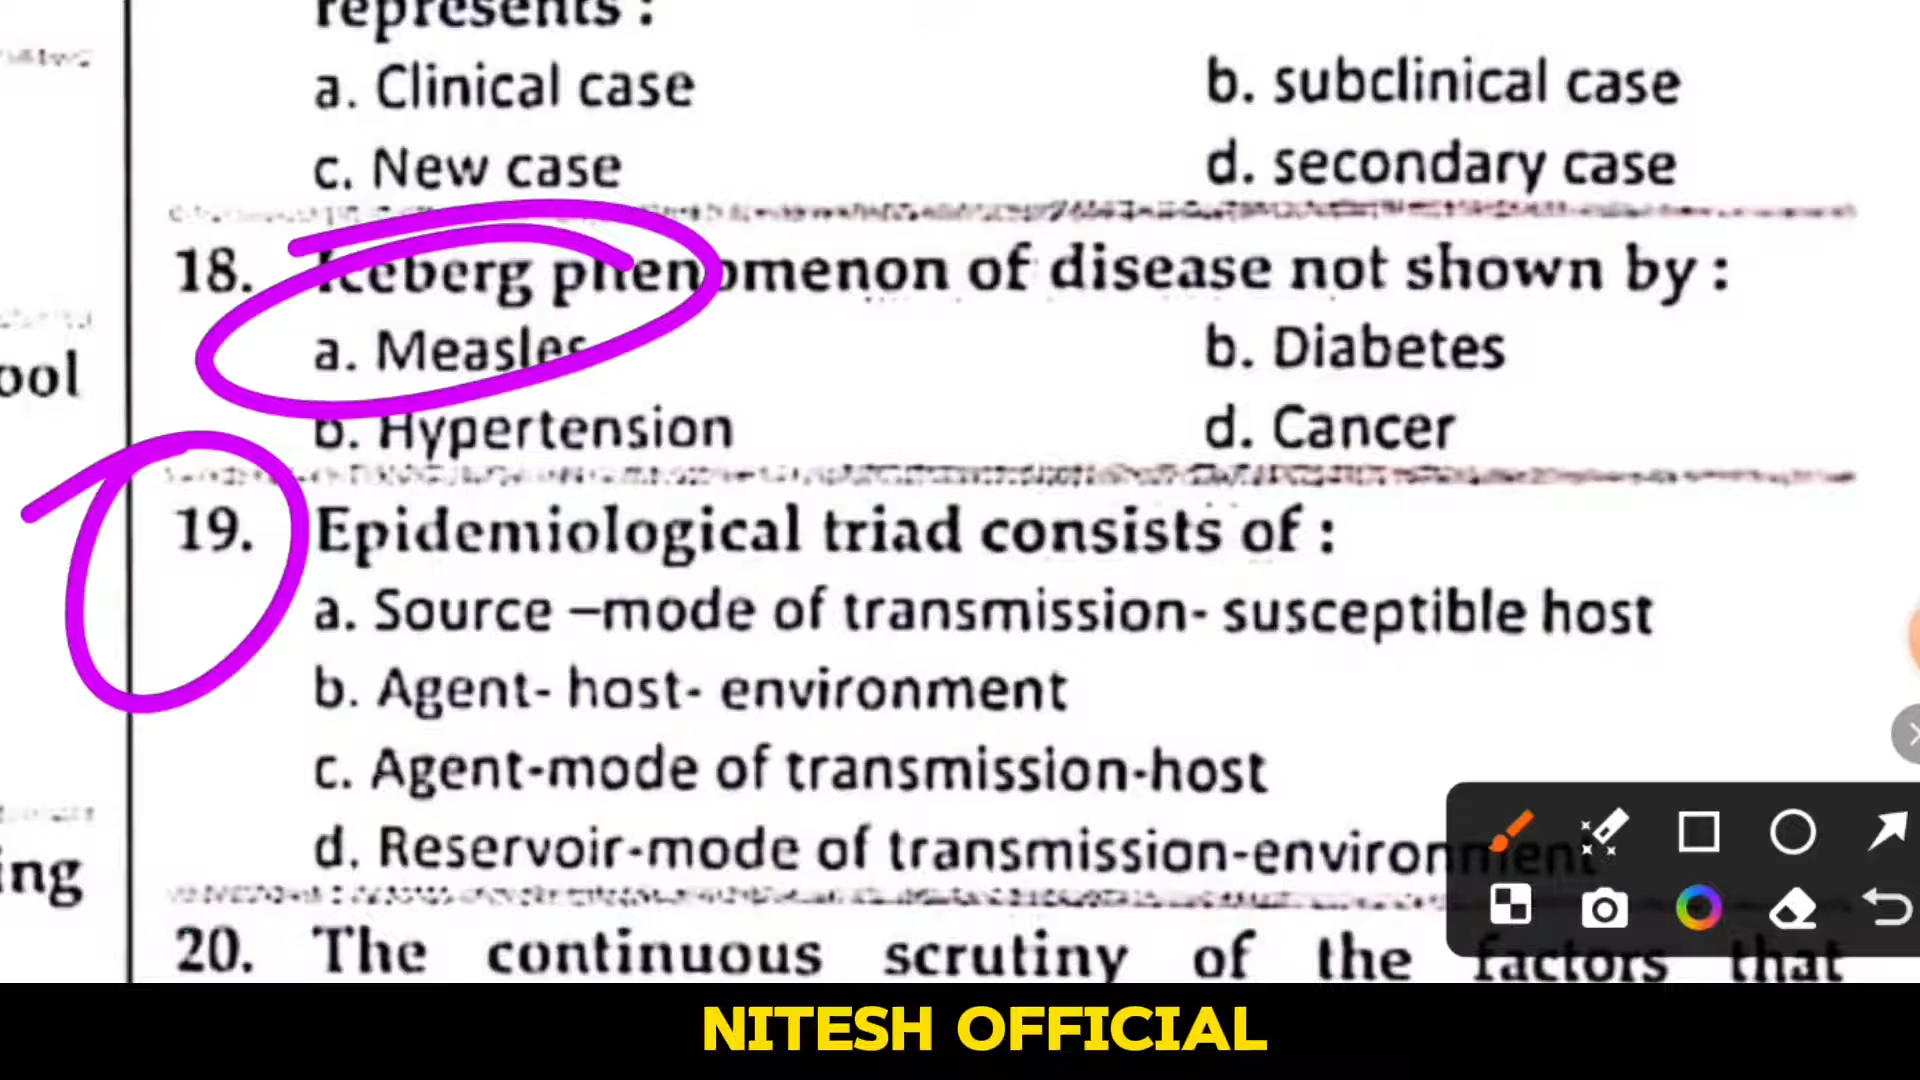 represents :
a. Clinical case b. subclinical case
c. New case d. secondary case
18. Iceberg phenomenon of disease not shown by :
a. Measles b. Diabetes
b. Hypertension d. Cancer
19. Epidemiological triad consists of :
a. Source –mode of transmission- susceptible host
b. Agent- host- environment
c. Agent-mode of transmission-host
d. Reservoir-mode of transmission-environment
20. The continuous scrutiny of the factors that
ool
ing
NITESH OFFICIAL